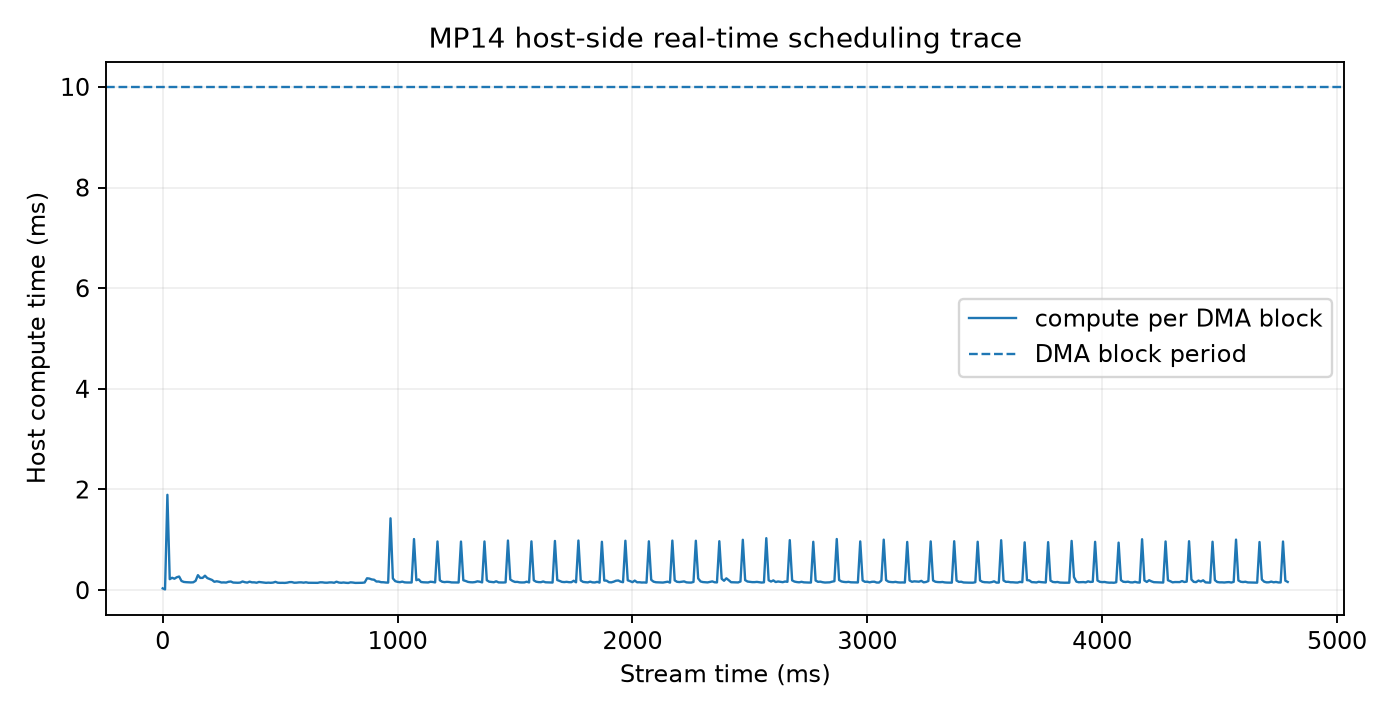 MP14 host-side real-time scheduling trace
Host compute time (ms)
10
8
6
4
2
0
compute per DMA block
DMA block period
0 1000 2000 3000 4000 5000
Stream time (ms)